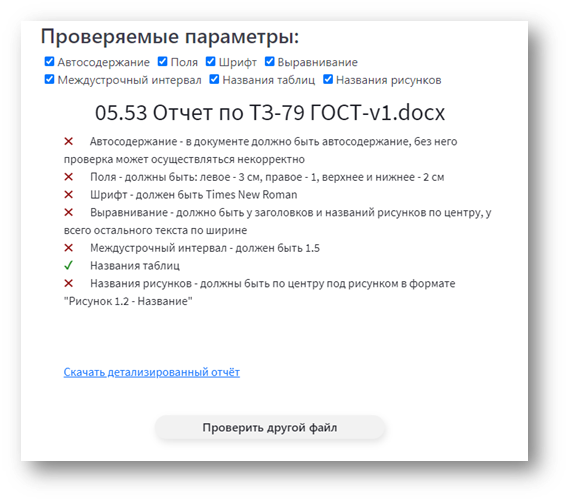 Проверяемые параметры:
Автосодержание Поля Шрифт Выравнивание
Междустрочный интервал Названия таблиц Названия рисунков
05.53 Отчет по ТЗ-79 ГОСТ-v1.docx
Автосодержание - в документе должно быть автосодержание, без него
проверка может осуществляться некорректно
Поля - должны быть: левое - 3 см, правое - 1, верхнее и нижнее - 2 см
Шрифт - должен быть Times New Roman
Выравнивание - должно быть у заголовков и названий рисунков по центру, у
всего остального текста по ширине
Междустрочный интервал - должен быть 1.5
Названия таблиц
Названия рисунков - должны быть по центру под рисунком в формате
"Рисунок 1.2 - Название"
Скачать детализированный отчёт
Проверить другой файл